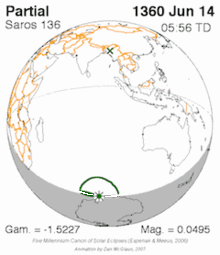 Partial 1360 Jun 14
Saros 136 05:56 TD
Gam. = -1.5227 Mag. = 0.0495
Five Millennium Canon of Solar Eclipses (Espenak & Meeus, 2006)
Animation by Dan McGlaun, 2007